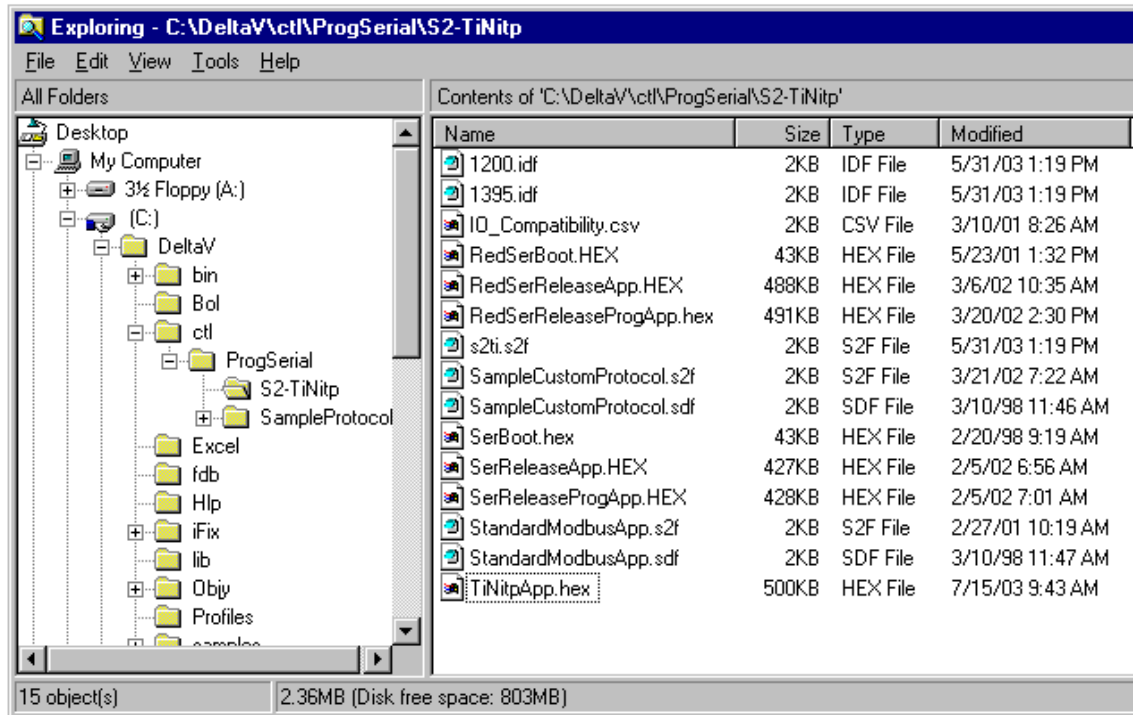 Exploring - C:\DeltaV\ctl\ProgSerial\S2-TiNitp
File Edit View Tools Help
All Folders Contents of 'C:\DeltaV\ctl\ProgSerial\S2-TiNitp'
Desktop
My Computer
3½ Floppy (A:)
(C:)
DeltaV
bin
Bol
ctl
ProgSerial
S2-TiNitp
SampleProtocol
Excel
fdb
Hlp
iFix
lib
Objy
Profiles
samples
Name Size Type Modified
1200.idf 2KB IDF File 5/31/03 1:19 PM
1395.idf 2KB IDF File 5/31/03 1:19 PM
IO_Compatibility.csv 2KB CSV File 3/10/01 8:26 AM
RedSerBoot.HEX 43KB HEX File 5/23/01 1:32 PM
RedSerReleaseApp.HEX 488KB HEX File 3/6/02 10:35 AM
RedSerReleaseProgApp.hex 491KB HEX File 3/20/02 2:30 PM
s2ti.s2f 2KB S2F File 5/31/03 1:19 PM
SampleCustomProtocol.s2f 2KB S2F File 3/21/02 7:22 AM
SampleCustomProtocol.sdf 2KB SDF File 3/10/98 11:46 AM
SerBoot.hex 43KB HEX File 2/20/98 9:19 AM
SerReleaseApp.HEX 427KB HEX File 2/5/02 6:56 AM
SerReleaseProgApp.HEX 428KB HEX File 2/5/02 7:01 AM
StandardModbusApp.s2f 2KB S2F File 2/27/01 10:19 AM
StandardModbusApp.sdf 2KB SDF File 3/10/98 11:47 AM
TiNitpApp.hex 500KB HEX File 7/15/03 9:43 AM
15 object(s) 2.36MB (Disk free space: 803MB)